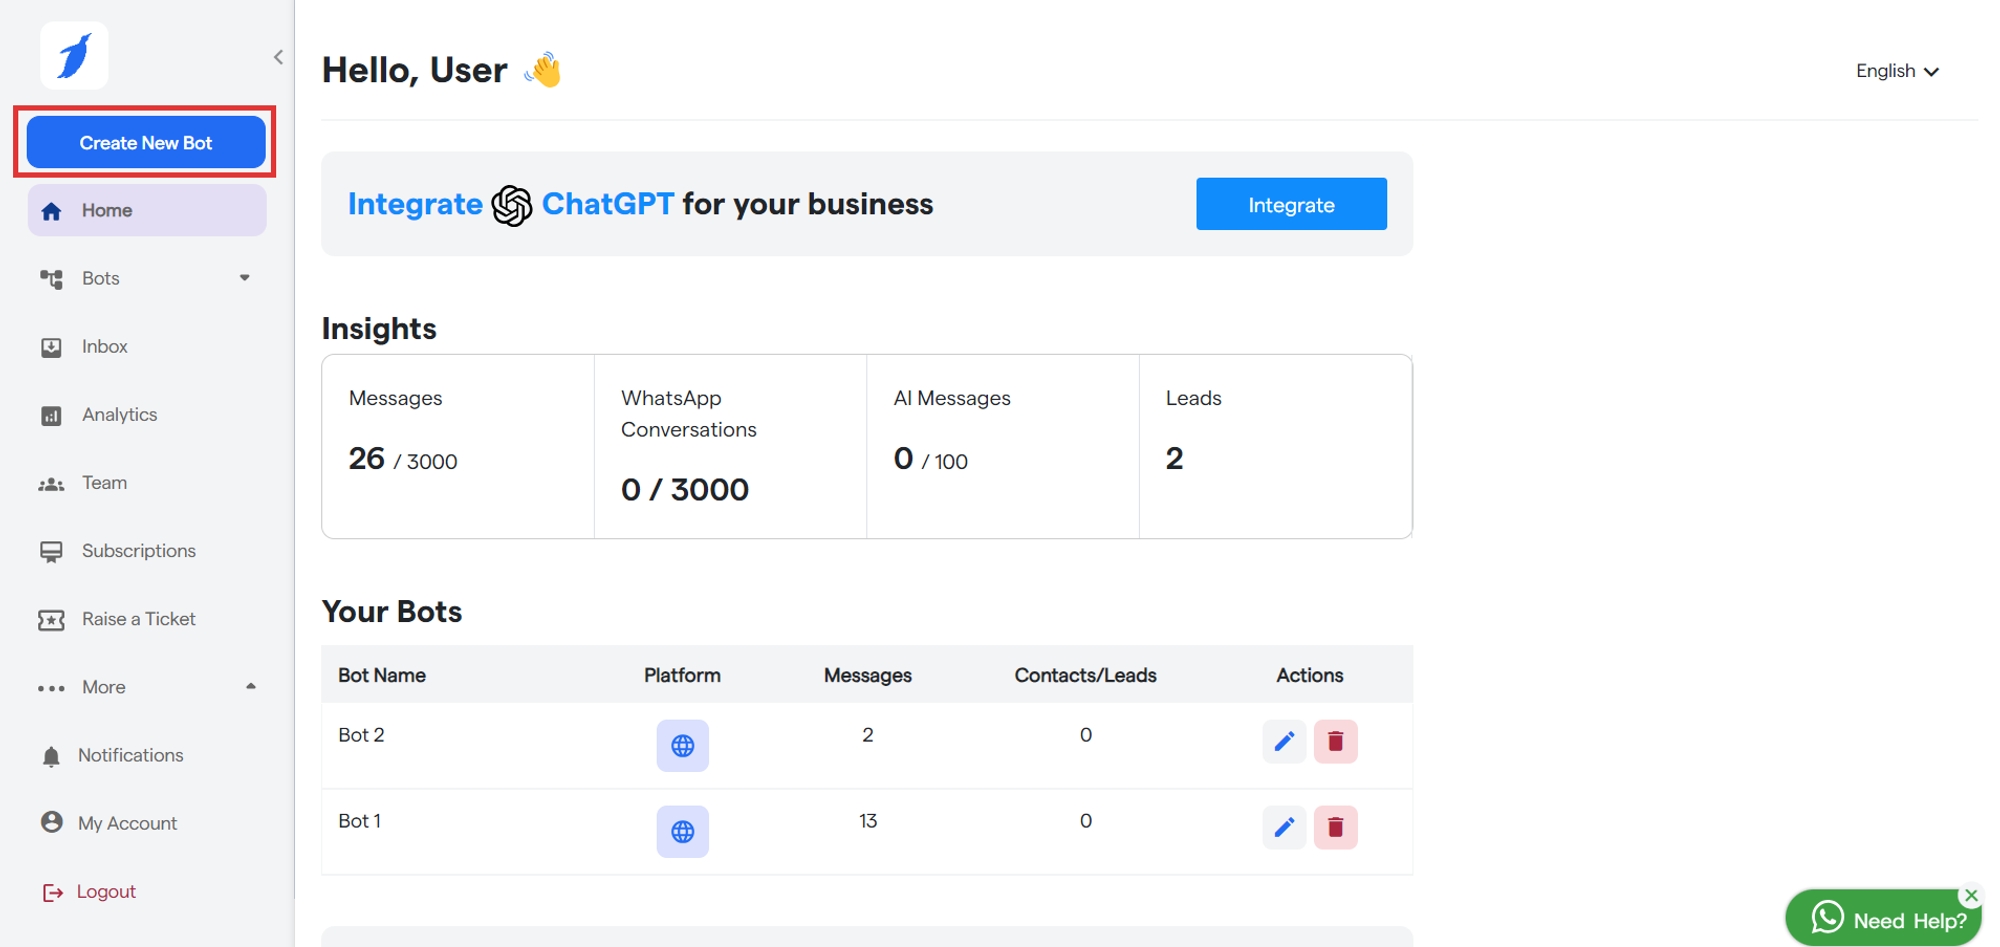 Create New Bot
Home
Bots
Inbox
Analytics
Team
Subscriptions
Raise a Ticket
More
Notifications
My Account
Logout
Hello, User 👋
English
Integrate ChatGPT for your business
Integrate
Insights
Messages
26 / 3000
WhatsApp
Conversations
0 / 3000
AI Messages
0 / 100
Leads
2
Your Bots
Bot Name Platform Messages Contacts/Leads Actions
Bot 2 2 0
Bot 1 13 0
Need Help?